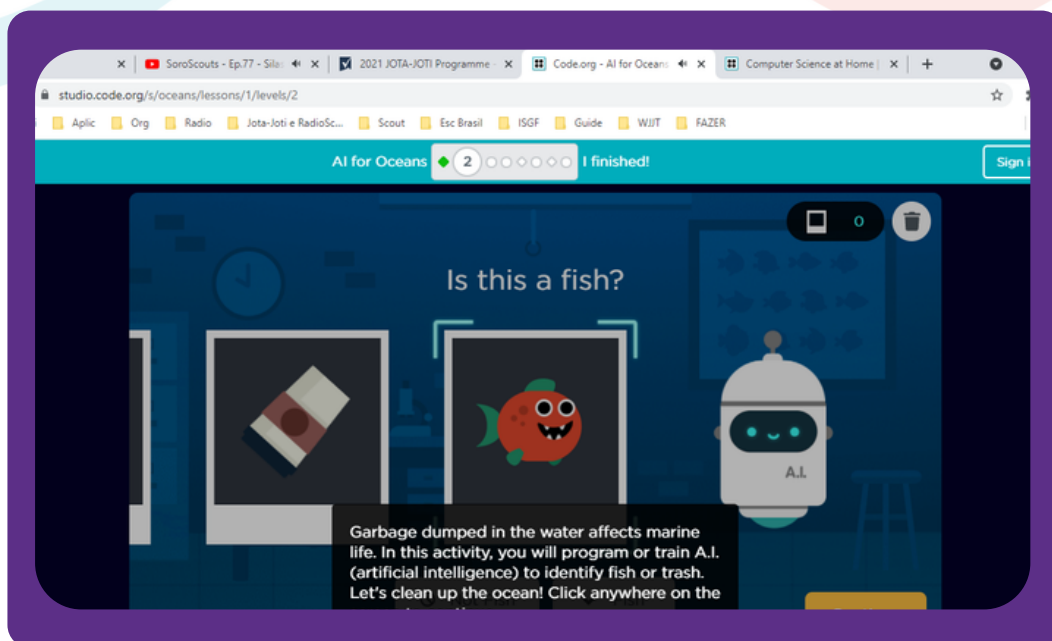 SoroScouts - Ep.77 - Sila
2021 JOTA-JOTI Programme -
Code.org - AI for Oceans
Computer Science at Home |
studio.code.org/s/oceans/lessons/1/levels/2
Aplic
Org
Radio
Jota-Joti e RadioSc...
Scout
Esc Brasil
ISGF
Guide
WJJT
FAZER
AI for Oceans
2
I finished!
Sign i
0
Is this a fish?
A.I.
Garbage dumped in the water affects marine
life. In this activity, you will program or train A.I.
(artificial intelligence) to identify fish or trash.
Let's clean up the ocean! Click anywhere on the